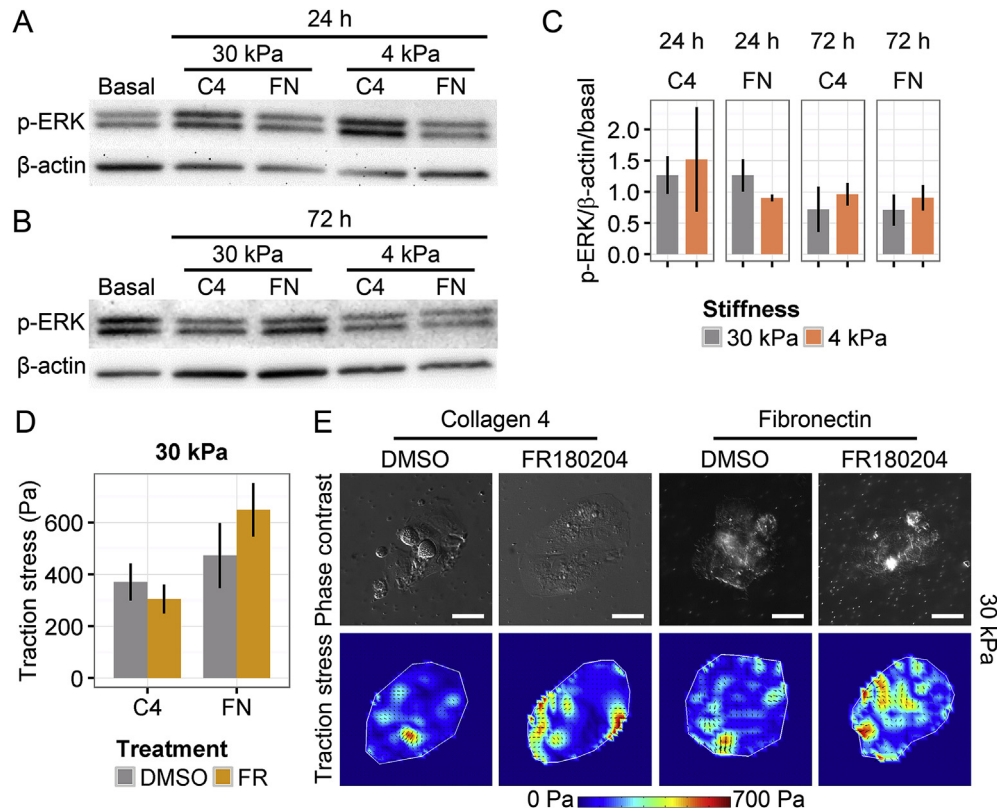 A
24 h
30 kPa 4 kPa
Basal C4 FN C4 FN
p-ERK
β-actin
B
72 h
30 kPa 4 kPa
Basal C4 FN C4 FN
p-ERK
β-actin
C
24 h 24 h 72 h 72 h
C4 FN C4 FN
p-ERK/β-actin/basal
2.0
1.5
1.0
0.5
0.0
Stiffness
30 kPa 4 kPa
D
30 kPa
Traction stress (Pa)
600
400
200
0
C4 FN
Treatment
DMSO FR
E
Collagen 4 Fibronectin
DMSO FR180204 DMSO FR180204
Phase contrast
Traction stress
30 kPa
0 Pa 700 Pa